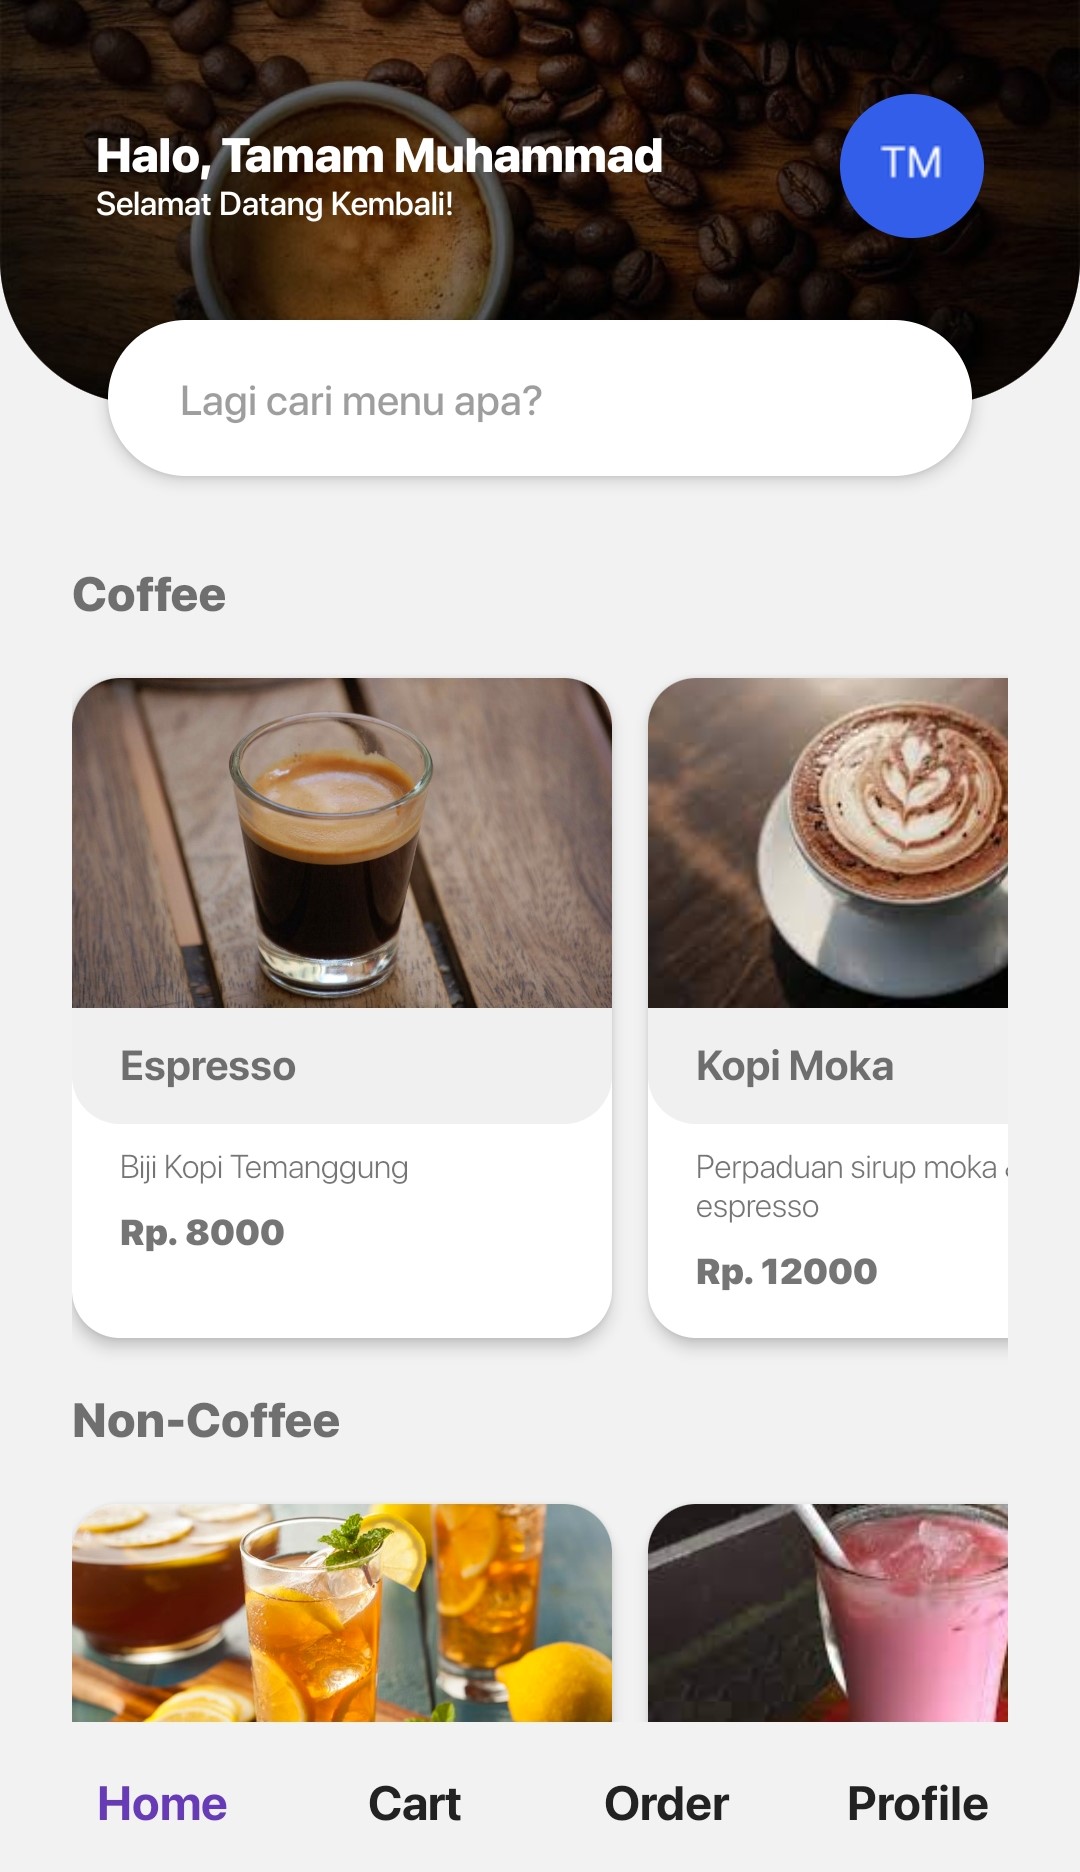 Halo, Tamam Muhammad
Selamat Datang Kembali!
TM
Lagi cari menu apa?
Coffee
Espresso
Biji Kopi Temanggung
Rp. 8000
Kopi Moka
Perpaduan sirup moka
espresso
Rp. 12000
Non-Coffee
Home
Cart
Order
Profile